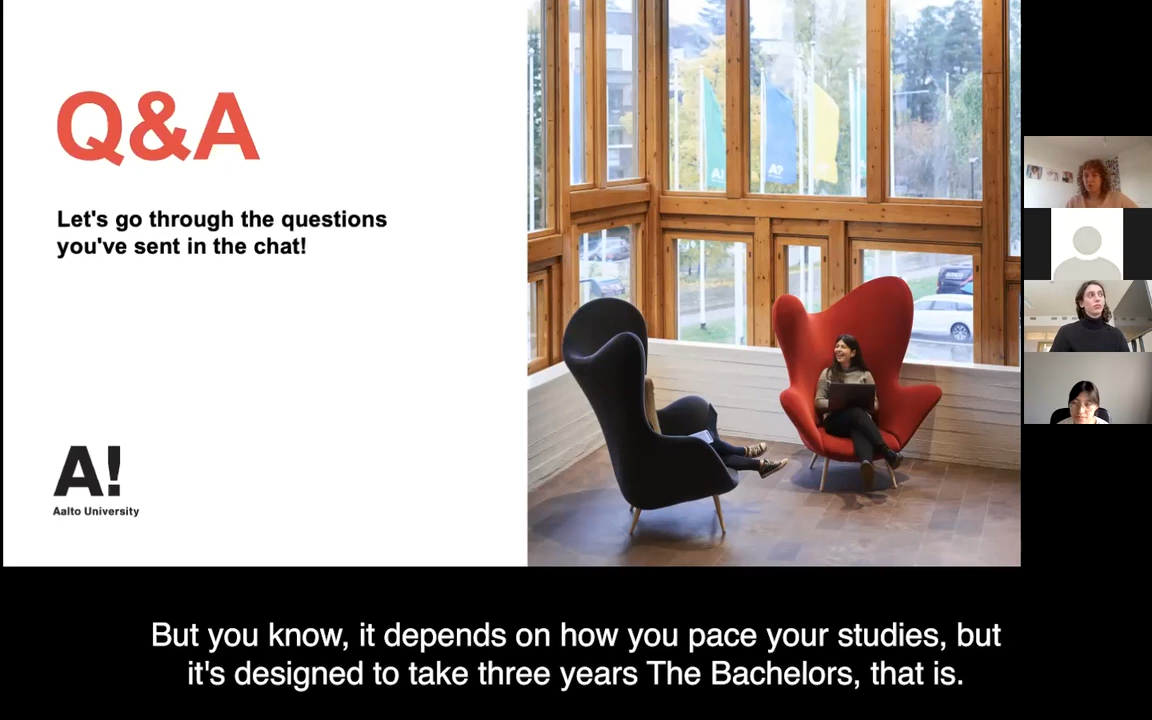 Q&A
Let's go through the questions
you've sent in the chat!
A!
Aalto University
A!
A?
But you know, it depends on how you pace your studies, but
it's designed to take three years The Bachelors, that is.